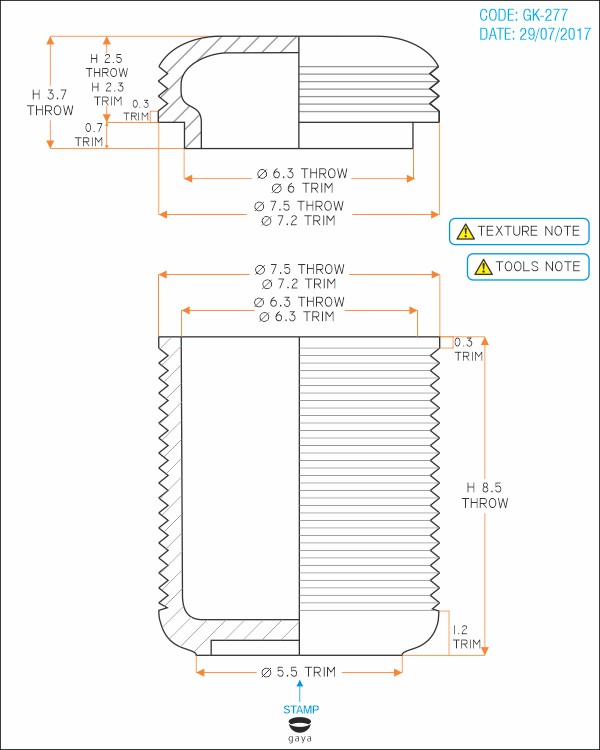 CODE: GK-277
DATE: 29/07/2017
H 2.5
THROW
H 2.3
TRIM
H 3.7
THROW
0.3
TRIM
0.7
TRIM
Ø 6.3 THROW
Ø 6 TRIM
Ø 7.5 THROW
Ø 7.2 TRIM
TEXTURE NOTE
TOOLS NOTE
Ø 7.5 THROW
Ø 7.2 TRIM
Ø 6.3 THROW
Ø 6.3 TRIM
0.3
TRIM
H 8.5
THROW
1.2
TRIM
Ø 5.5 TRIM
STAMP
gaya